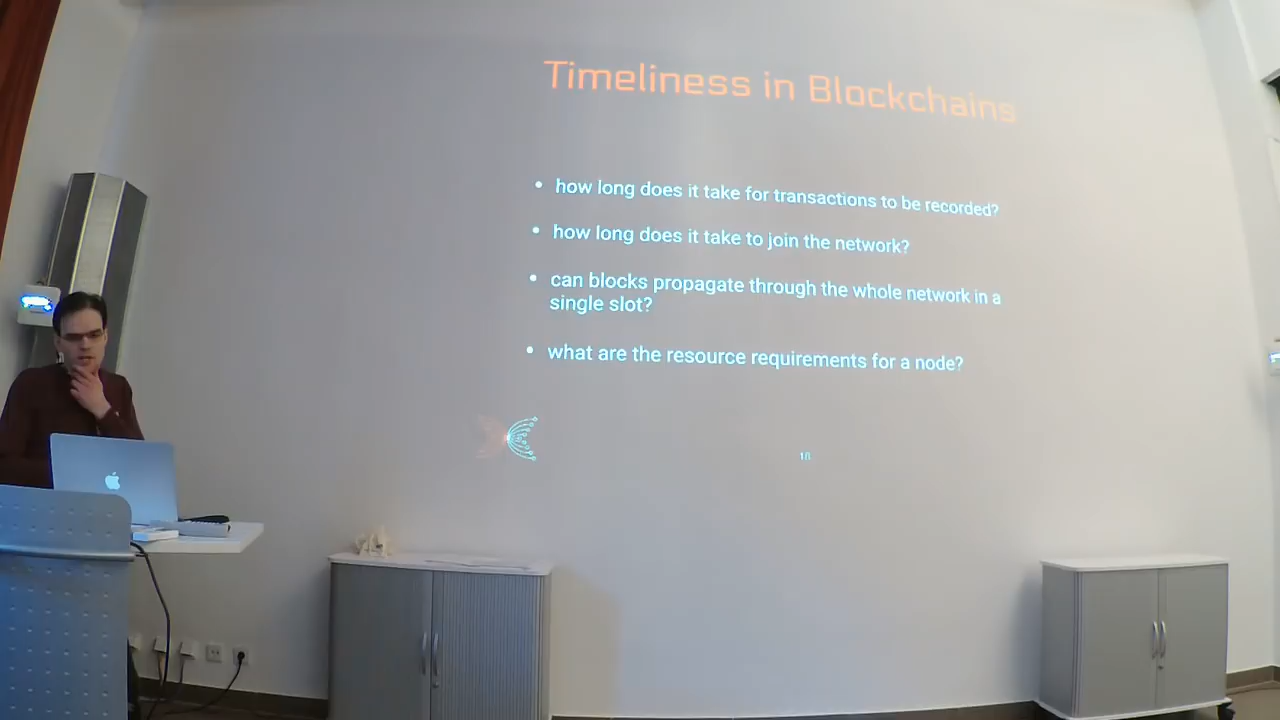 Timeliness in Blockchains
• how long does it take for transactions to be recorded?
• how long does it take to join the network?
• can blocks propagate through the whole network in a
single slot?
• what are the resource requirements for a node?